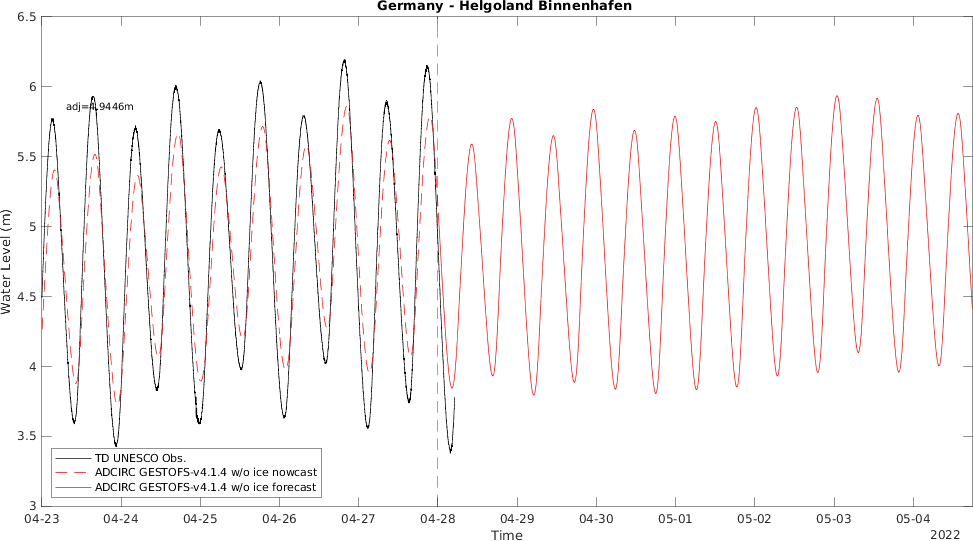 Germany - Helgoland Binnenhafen
6.5
6
5.5
5
4.5
4
3.5
3
Water Level (m)
adj=4.9446m
TD UNESCO Obs.
ADCIRC GESTOFS-v4.1.4 w/o ice nowcast
ADCIRC GESTOFS-v4.1.4 w/o ice forecast
04-23 04-24 04-25 04-26 04-27 04-28 04-29 04-30 05-01 05-02 05-03 05-04
Time
2022